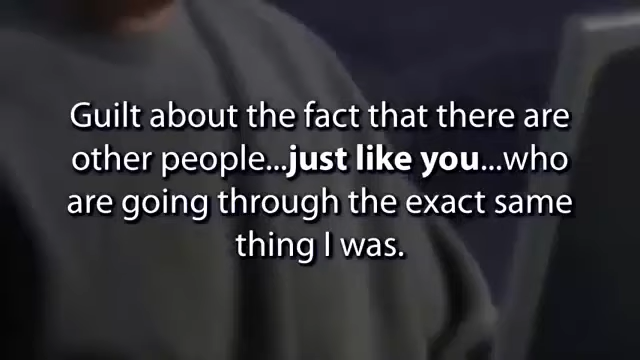 Guilt about the fact that there are
other people...just like you...who
are going through the exact same
thing I was.